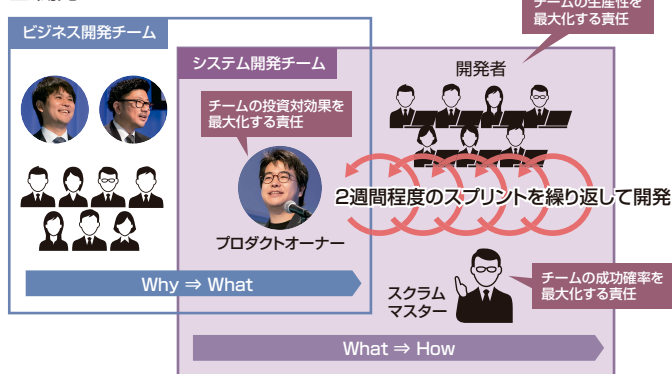 チームの生産性を
最大化する責任
ビジネス開発チーム
システム開発チーム
開発者
チームの投資対効果を
最大化する責任
2週間程度のスプリントを繰り返して開発
プロダクトオーナー
Why ⇒ What
スクラム
マスター
チームの成功確率を
最大化する責任
What ⇒ How